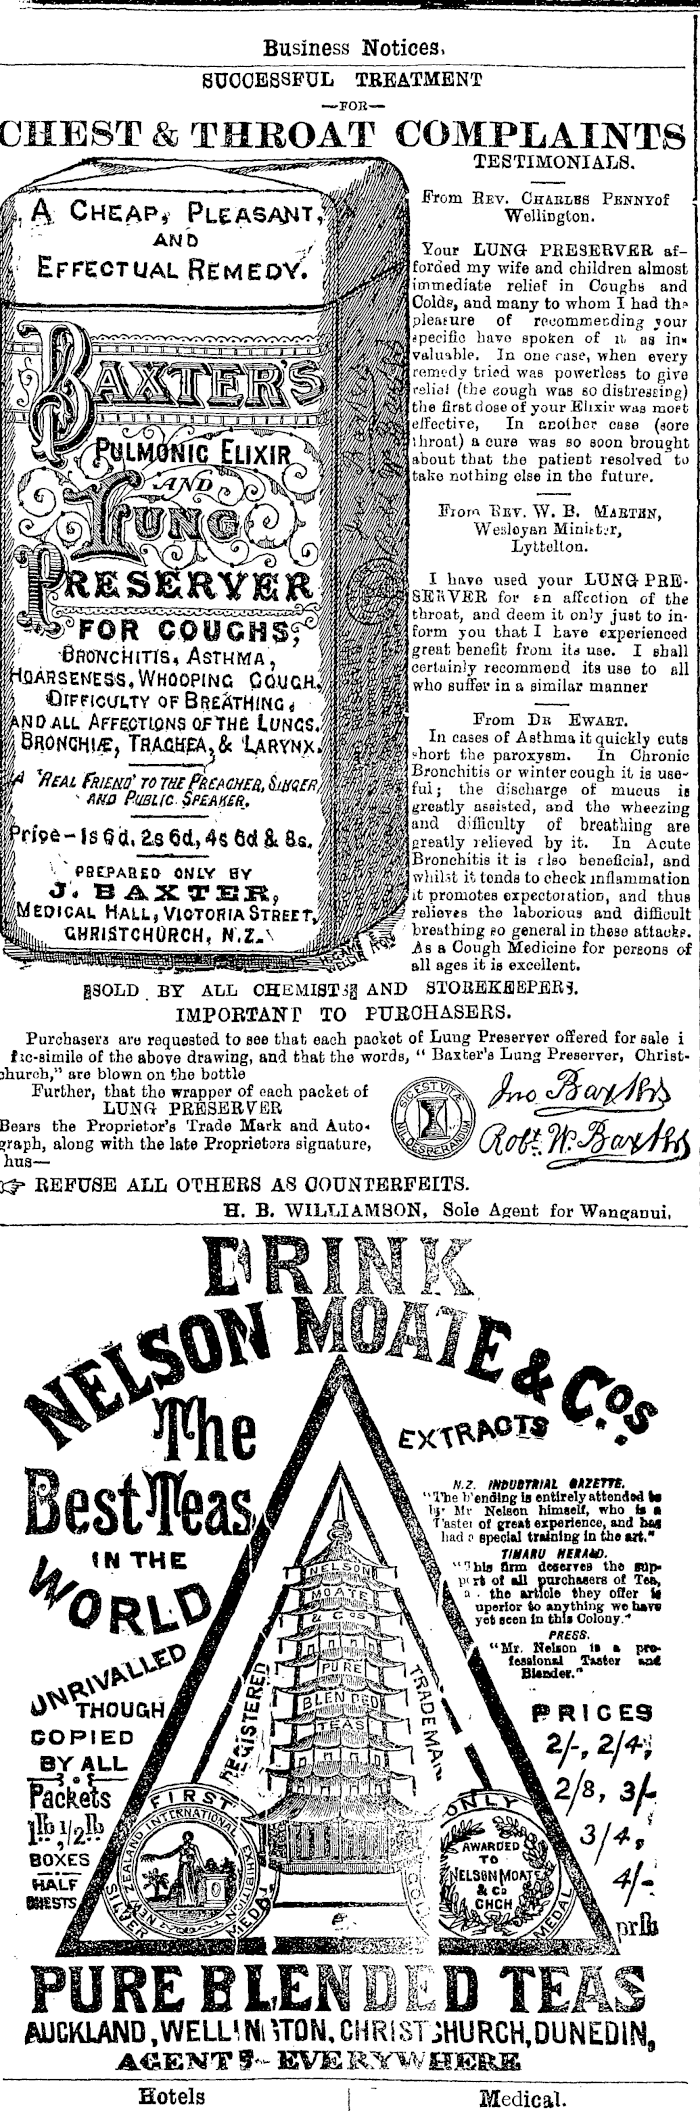 Business Notices.
SUCCESSFUL TREATMENT
—FOR—
CHEST & THROAT COMPLAINTS
A CHEAP, PLEASANT,
AND
EFFECTUAL REMEDY.
BAXTER'S
PULMONIC ELIXIR
AND
LUNG
PRESERVER
FOR COUGHS,
BRONCHITIS, ASTHMA,
HOARSENESS, WHOOPING COUGH,
DIFFICULTY OF BREATHING,
AND ALL AFFECTIONS OF THE LUNGS.
BRONCHIÆ, TRACHEA, & LARYNX.
A 'REAL FRIEND' TO THE PREACHER, SINGER,
AND PUBLIC SPEAKER.
Price - 1s 6d, 2s 6d, 4s 6d & 8s.
PREPARED ONLY BY
J. BAXTER,
MEDICAL HALL, VICTORIA STREET,
CHRISTCHURCH, N.Z.
TESTIMONIALS.
From REV. CHARLES PENNYof
Wellington.
Your LUNG PRESERVER af-
forded my wife and children almost
immediate relief in Coughs and
Colds, and many to whom I had the
pleasure of recommending your
specific have spoken of it as in-
valuable. In one case, when every
remedy tried was powerless to give
relief (the cough was so distressing)
the first dose of your Elixir was most
effective, In another case (sore
throat) a cure was so soon brought
about that the patient resolved to
take nothing else in the future.
From REV. W. B. MARTEN,
Wesleyan Minister,
Lyttelton.
I have used your LUNG PRE-
SERVER for an affection of the
throat, and deem it only just to in-
form you that I have experienced
great benefit from its use. I shall
certainly recommend its use to all
who suffer in a similar manner
From DR EWART.
In cases of Asthma it quickly cuts
short the paroxysm. In Chronic
Bronchitis or winter cough it is use-
ful; the discharge of mucus is
greatly assisted, and the wheezing
and difficulty of breathing are
greatly relieved by it. In Acute
Bronchitis it is also beneficial, and
whilst it tends to check inflammation
it promotes expectoration, and thus
relieves the laborious and difficult
breathing so general in these attacks.
As a Cough Medicine for persons of
all ages it is excellent.
SOLD BY ALL CHEMISTS AND STOREKEEPERS.
IMPORTANT TO PURCHASERS.
Purchasers are requested to see that each packet of Lung Preserver offered for sale i
fac-simile of the above drawing, and that the words, "Baxter's Lung Preserver, Christ-
church," are blown on the bottle
Further, that the wrapper of each packet of
LUNG PRESERVER
Bears the Proprietor's Trade Mark and Auto-
graph, along with the late Proprietors signature,
hus—
SIC EST VITÆ
NIL DESPERANDUM
Jno Baxter
Robt. W. Baxter
☞ REFUSE ALL OTHERS AS COUNTERFEITS.
H. B. WILLIAMSON, Sole Agent for Wanganui.
DRINK
NELSON MOATE & Cos.
The
Best Teas
IN THE
WORLD
UNRIVALLED
THOUGH
COPIED
BY ALL
Packets
1lb, 1/2lb
BOXES
HALF
CHESTS
NELSON
MOATE
& COS
PURE
BLENDED
TEAS
REGISTERED
TRADE MARK
FIRST
NEW ZEALAND INTERNATIONAL EXHIBITION
SILVER
MEDAL
ONLY
AWARDED
TO
NELSON MOATE
& Co
CHCH
MEDAL
EXTRACTS
N.Z. INDUSTRIAL GAZETTE.
"The blending is entirely attended to
by Mr Nelson himself, who is a
Taster of great experience, and has
had a special training in the art."
TIMARU HERALD.
"This firm deserves the sup-
port of all purchasers of Tea,
a. the article they offer is
uperior to anything we have
yet seen in this Colony."
PRESS.
"Mr. Nelson is a pro-
fessional Taster and
Blender."
PRICES
2/-, 2/4,
2/8, 3/-
3/4,
4/-
pr lb
PURE BLENDED TEAS
AUCKLAND, WELLINGTON, CHRISTCHURCH, DUNEDIN,
AGENTS - EVERYWHERE
Hotels
Medical.